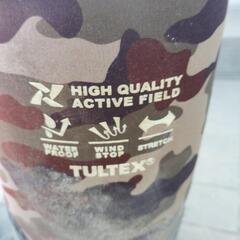 HIGH QUALITY
ACTIVE FIELD
WATER PROOF
WIND STOP
STRETCH
TULTEX®